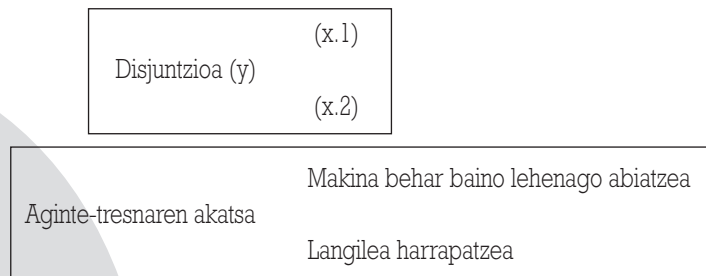 (x.1)
Disjuntzioa (y)
(x.2)
Makina behar baino lehenago abiatzea
Aginte-tresnaren akatsa
Langilea harrapatzea